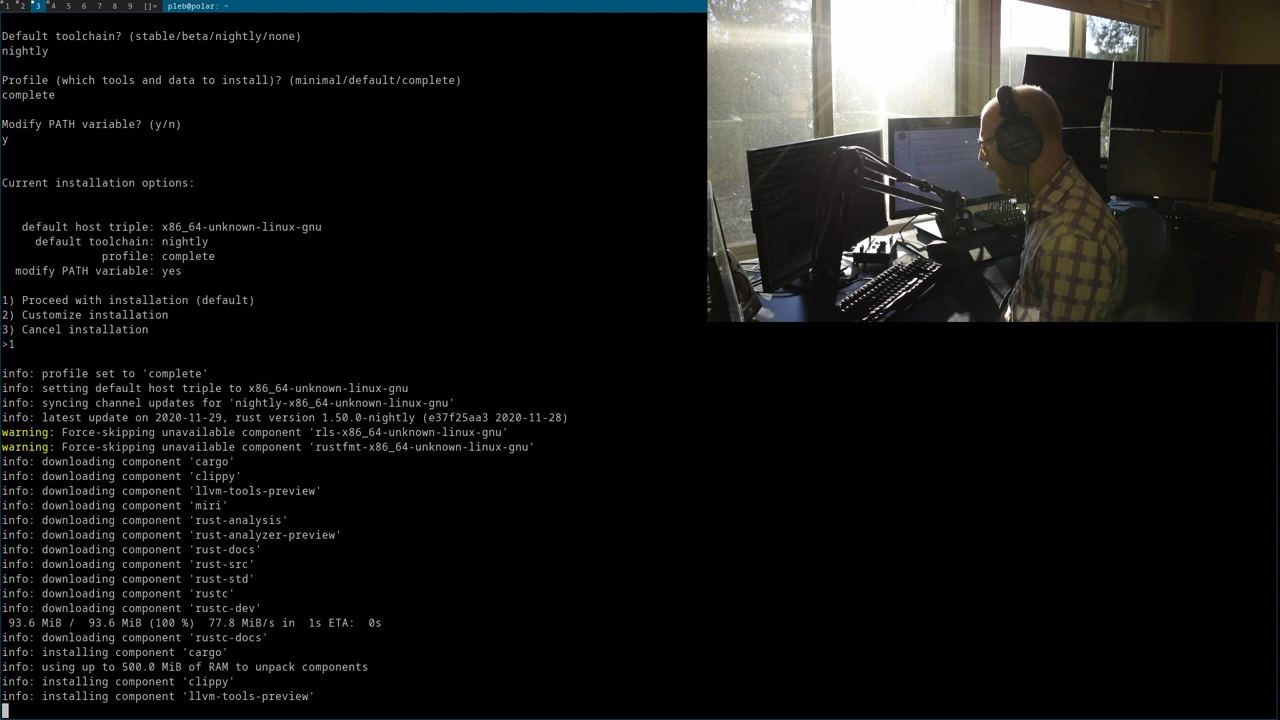 1 2 3 4 5 6 7 8 9 []= pleb@polar: ~
Default toolchain? (stable/beta/nightly/none)
nightly
Profile (which tools and data to install)? (minimal/default/complete)
complete
Modify PATH variable? (y/n)
y
Current installation options:
default host triple: x86_64-unknown-linux-gnu
default toolchain: nightly
profile: complete
modify PATH variable: yes
1) Proceed with installation (default)
2) Customize installation
3) Cancel installation
>1
info: profile set to 'complete'
info: setting default host triple to x86_64-unknown-linux-gnu
info: syncing channel updates for 'nightly-x86_64-unknown-linux-gnu'
info: latest update on 2020-11-29, rust version 1.50.0-nightly (e37f25aa3 2020-11-28)
warning: Force-skipping unavailable component 'rls-x86_64-unknown-linux-gnu'
warning: Force-skipping unavailable component 'rustfmt-x86_64-unknown-linux-gnu'
info: downloading component 'cargo'
info: downloading component 'clippy'
info: downloading component 'llvm-tools-preview'
info: downloading component 'miri'
info: downloading component 'rust-analysis'
info: downloading component 'rust-analyzer-preview'
info: downloading component 'rust-docs'
info: downloading component 'rust-src'
info: downloading component 'rust-std'
info: downloading component 'rustc'
info: downloading component 'rustc-dev'
93.6 MiB / 93.6 MiB (100 %) 77.8 MiB/s in 1s ETA: 0s
info: downloading component 'rustc-docs'
info: installing component 'cargo'
info: using up to 500.0 MiB of RAM to unpack components
info: installing component 'clippy'
info: installing component 'llvm-tools-preview'